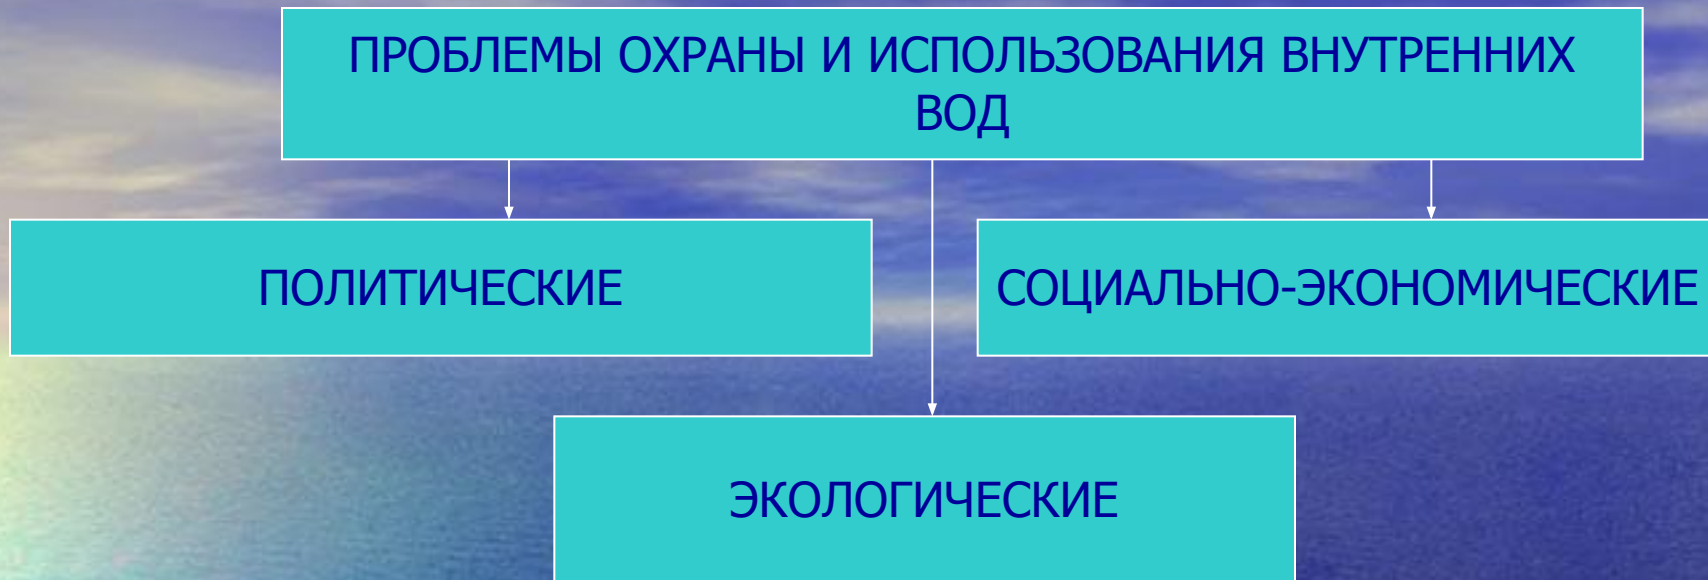 ПРОБЛЕМЫ ОХРАНЫ И ИСПОЛЬЗОВАНИЯ ВНУТРЕННИХ
ВОД
ПОЛИТИЧЕСКИЕ
СОЦИАЛЬНО-ЭКОНОМИЧЕСКИЕ
ЭКОЛОГИЧЕСКИЕ